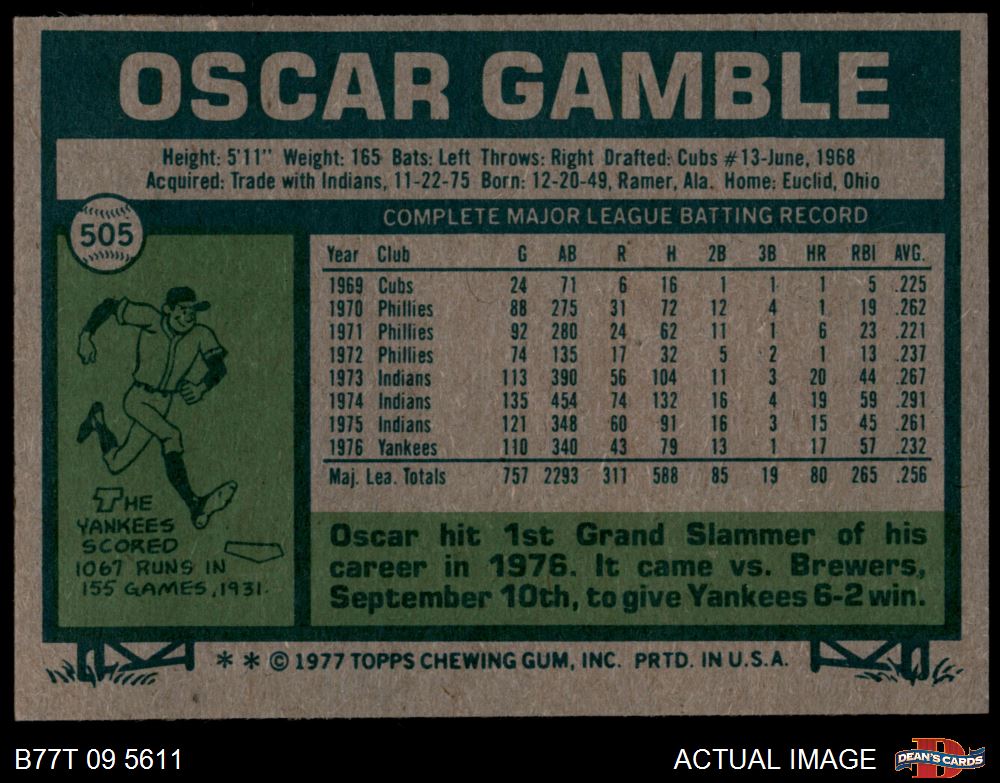 OSCAR GAMBLE
Height: 5'11" Weight: 165 Bats: Left Throws: Right Drafted: Cubs #13-June, 1968
Acquired: Trade with Indians, 11-22-75 Born: 12-20-49, Ramer, Ala. Home: Euclid, Ohio
505
COMPLETE MAJOR LEAGUE BATTING RECORD
Year Club G AB R H 2B 3B HR RBI AVG.
1969 Cubs 24 71 6 16 1 1 1 5 .225
1970 Phillies 88 275 31 72 12 4 1 19 .262
1971 Phillies 92 280 24 62 11 1 6 23 .221
1972 Phillies 74 135 17 32 5 2 1 13 .237
1973 Indians 113 390 56 104 11 3 20 44 .267
1974 Indians 135 454 74 132 16 4 19 59 .291
1975 Indians 121 348 60 91 16 3 15 45 .261
1976 Yankees 110 340 43 79 13 1 17 57 .232
Maj. Lea. Totals 757 2293 311 588 85 19 80 265 .256
THE
YANKEES
SCORED
1067 RUNS IN
155 GAMES, 1931.
Oscar hit 1st Grand Slammer of his
career in 1976. It came vs. Brewers,
September 10th, to give Yankees 6-2 win.
* * © 1977 TOPPS CHEWING GUM, INC. PRTD. IN U.S.A.
B77T 09 5611
ACTUAL IMAGE
D
DEAN'S CARDS